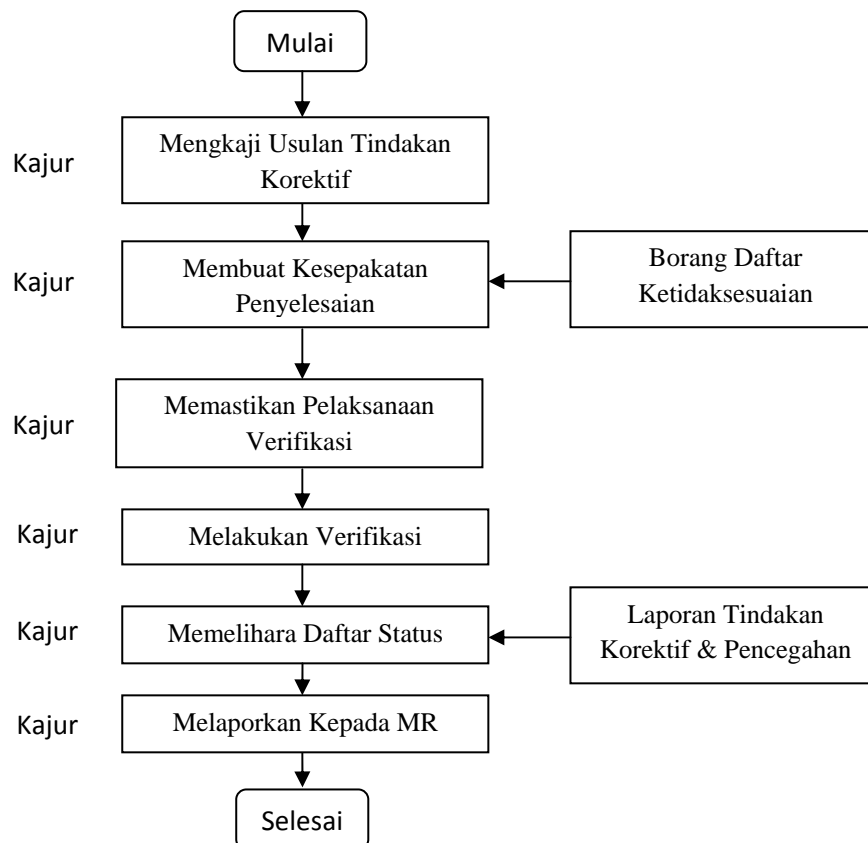 Mulai
Kajur
Mengkaji Usulan Tindakan
Korektif
Kajur
Membuat Kesepakatan
Penyelesaian
Borang Daftar
Ketidaksesuaian
Kajur
Memastikan Pelaksanaan
Verifikasi
Kajur
Melakukan Verifikasi
Kajur
Memelihara Daftar Status
Laporan Tindakan
Korektif & Pencegahan
Kajur
Melaporkan Kepada MR
Selesai